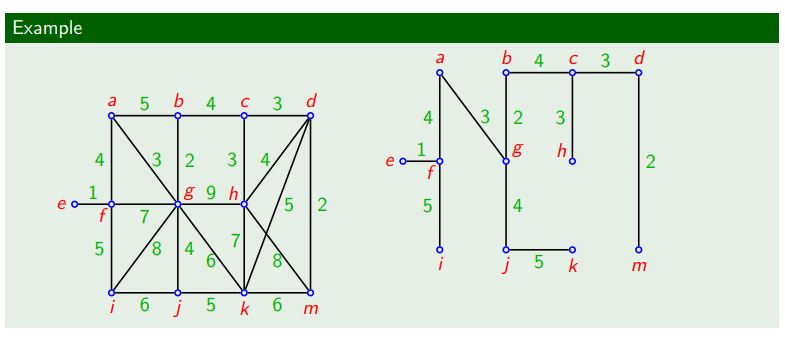 Example
a b c d
5 4 3
4 3 2 3 4
e 1 f g 9 h
7 5 2
5 8 4 6 7 8
i 6 j 5 k 6 m
a b 4 c 3 d
4 3 2 3
e 1 f g h 2
5 4
i j 5 k m